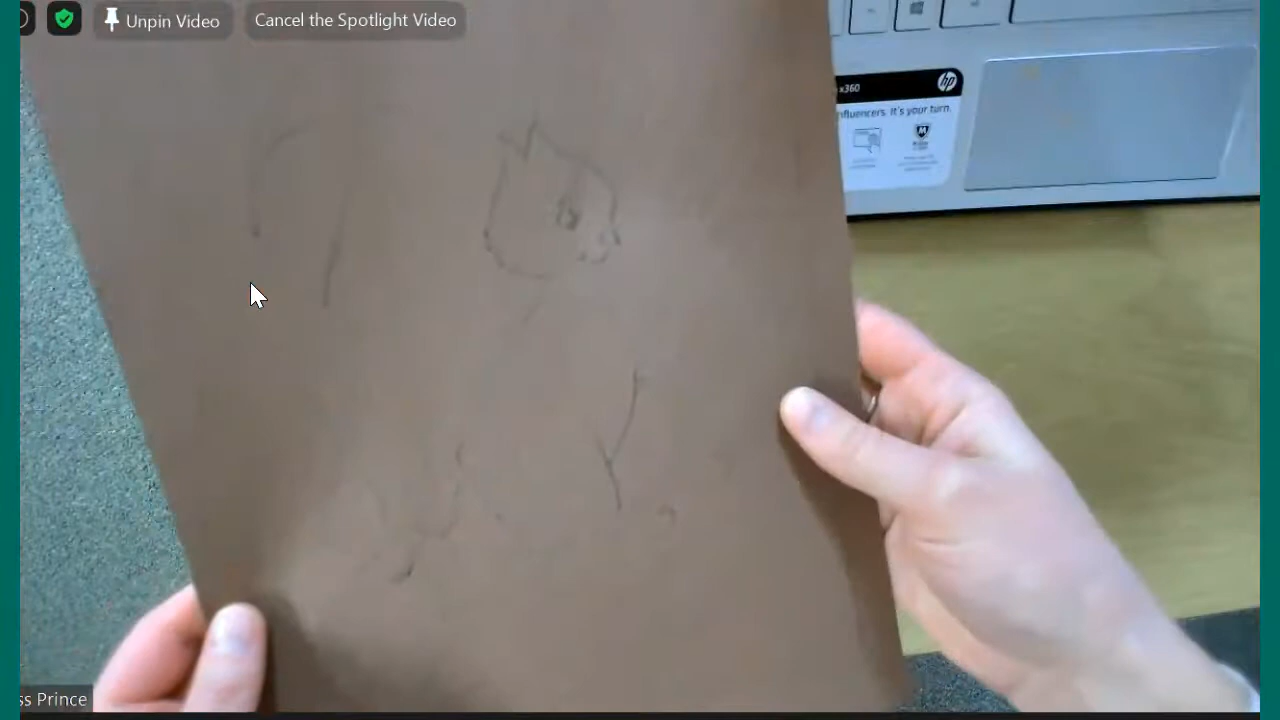 Unpin Video
Cancel the Spotlight Video
x360
hp
nfluencers. It's your turn.
ss Prince